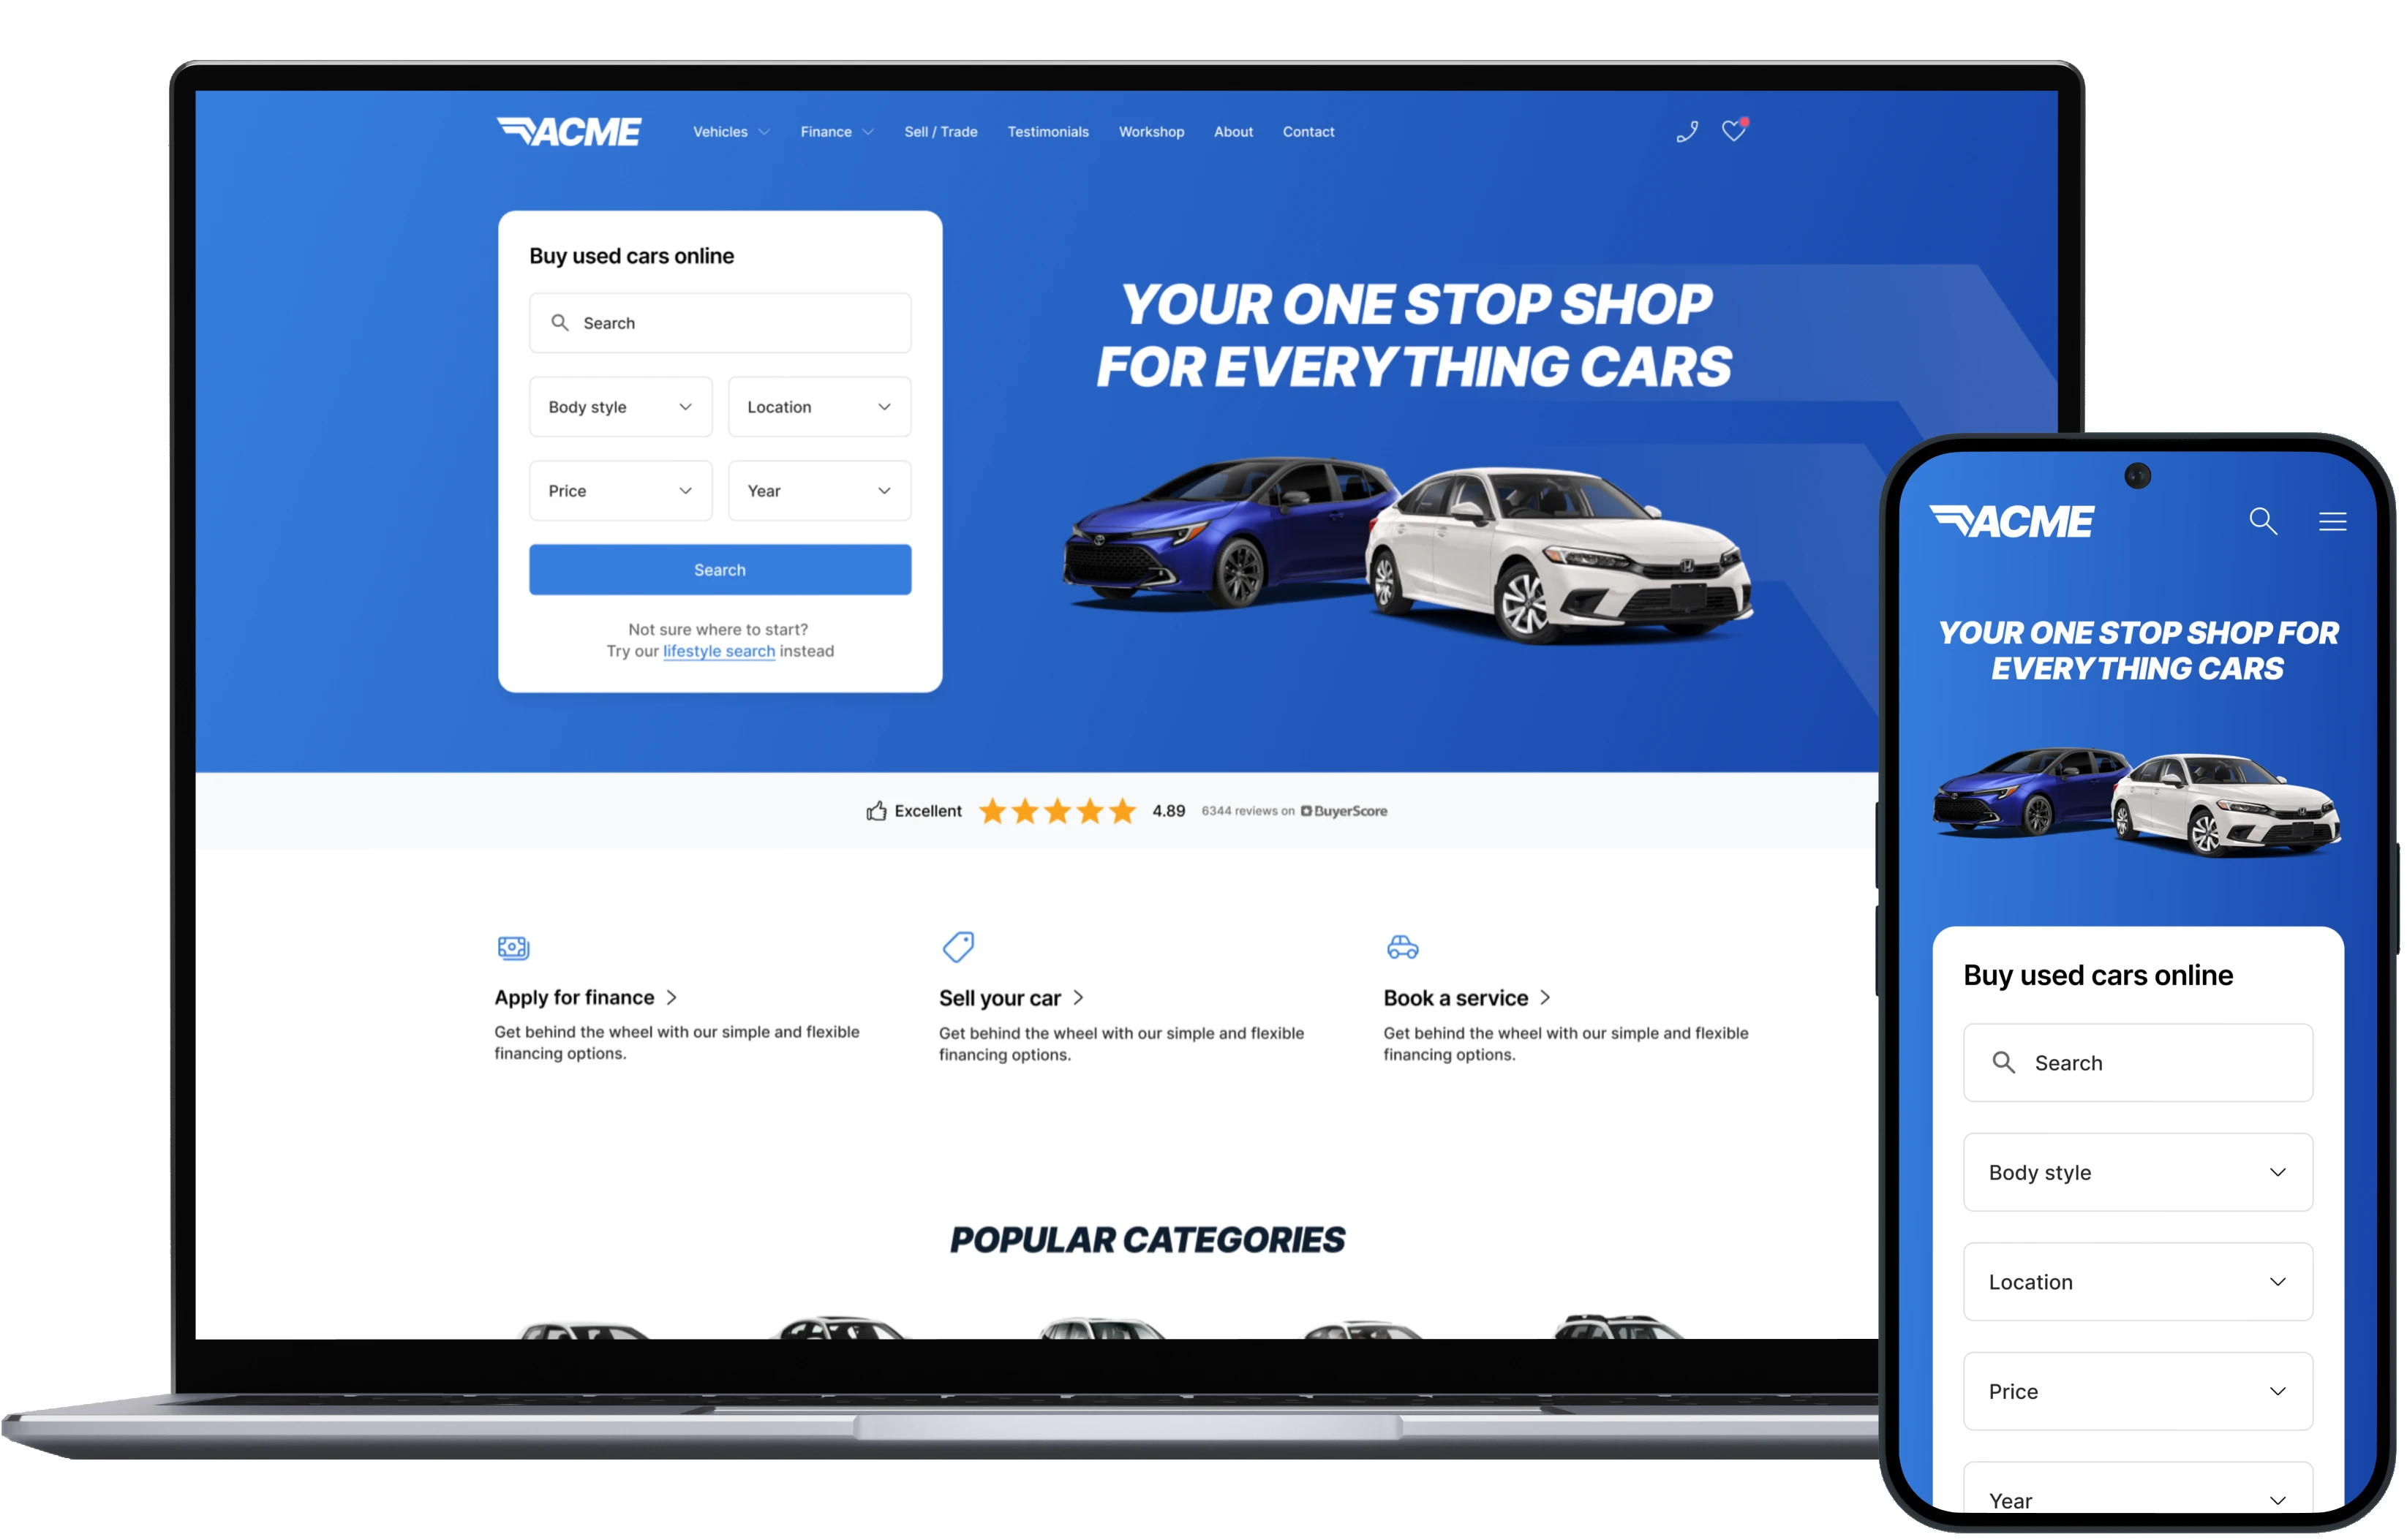 ACME
Vehicles
Finance
Sell / Trade
Testimonials
Workshop
About
Contact
Buy used cars online
Search
Body style
Location
Price
Year
Search
Not sure where to start?
Try our lifestyle search instead
YOUR ONE STOP SHOP
FOR EVERYTHING CARS
Excellent
4.89
6344 reviews on BuyerScore
Apply for finance
Get behind the wheel with our simple and flexible
financing options.
Sell your car
Get behind the wheel with our simple and flexible
financing options.
Book a service
Get behind the wheel with our simple and flexible
financing options.
POPULAR CATEGORIES
ACME
YOUR ONE STOP SHOP FOR
EVERYTHING CARS
Buy used cars online
Search
Body style
Location
Price
Year